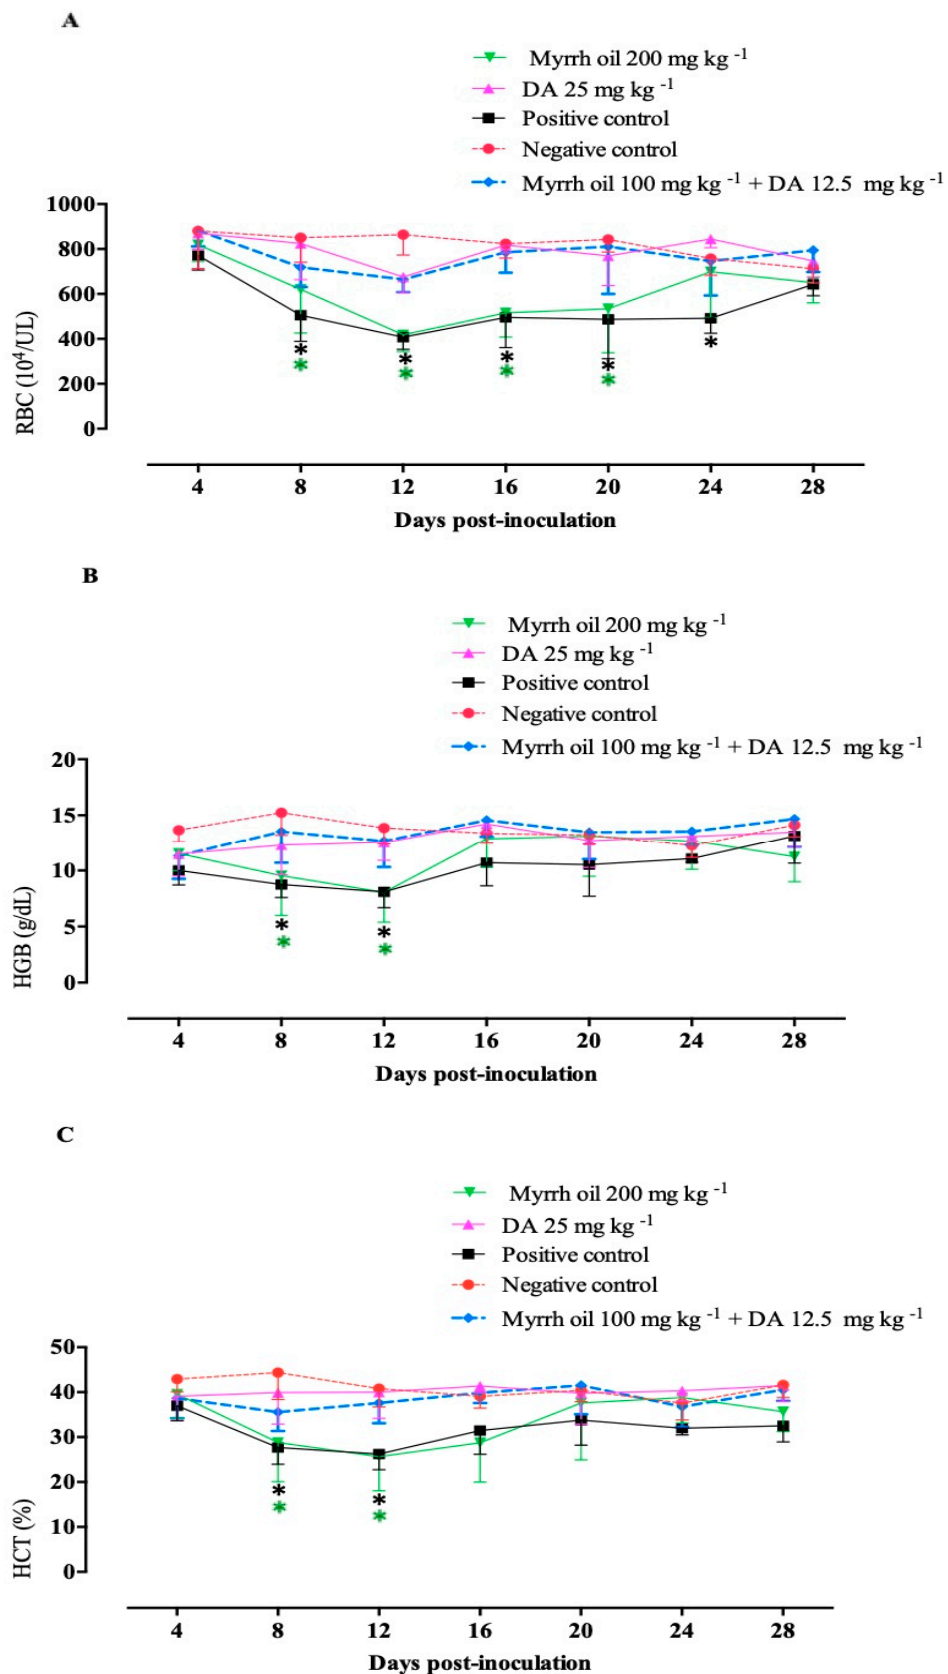 A
Myrrh oil 200 mg kg -1
DA 25 mg kg -1
Positive control
Negative control
Myrrh oil 100 mg kg -1 + DA 12.5 mg kg -1
RBC (10^4/UL)
1000
800
600
400
200
0
* * * * *
* * * *
4 8 12 16 20 24 28
Days post-inoculation
B
Myrrh oil 200 mg kg -1
DA 25 mg kg -1
Positive control
Negative control
Myrrh oil 100 mg kg -1 + DA 12.5 mg kg -1
HGB (g/dL)
20
15
10
5
0
* *
* *
4 8 12 16 20 24 28
Days post-inoculation
C
Myrrh oil 200 mg kg -1
DA 25 mg kg -1
Positive control
Negative control
Myrrh oil 100 mg kg -1 + DA 12.5 mg kg -1
HCT (%)
50
40
30
20
10
0
* *
* *
4 8 12 16 20 24 28
Days post-inoculation